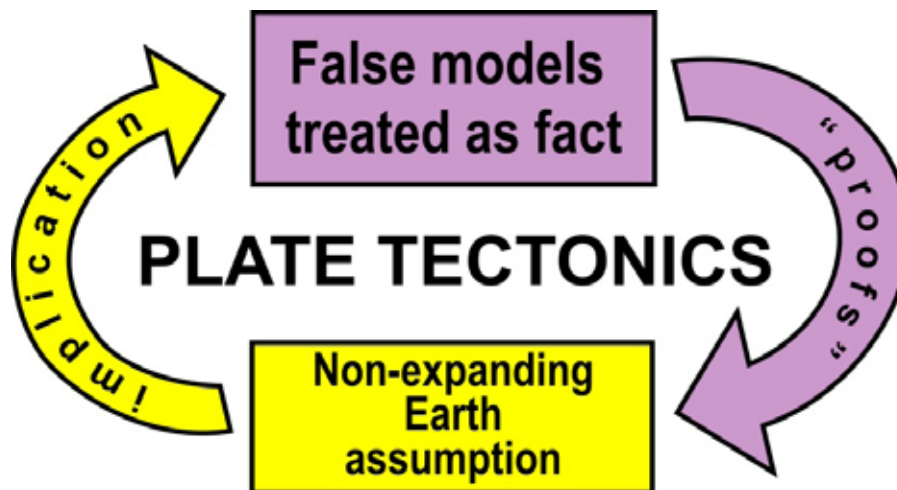 False models
treated as fact
implication
“proofs”
PLATE TECTONICS
Non-expanding
Earth
assumption